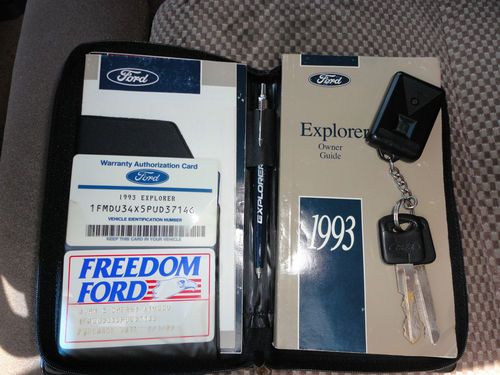 Ford
Warranty Authorization Card
Ford
1993 EXPLORER
1FMDU34X5PUD37146
VEHICLE IDENTIFICATION NUMBER
KEEP THIS CARD IN YOUR VEHICLE
FREEDOM
FORD
EXPLORER
Ford
Explorer
Owner
Guide
1993